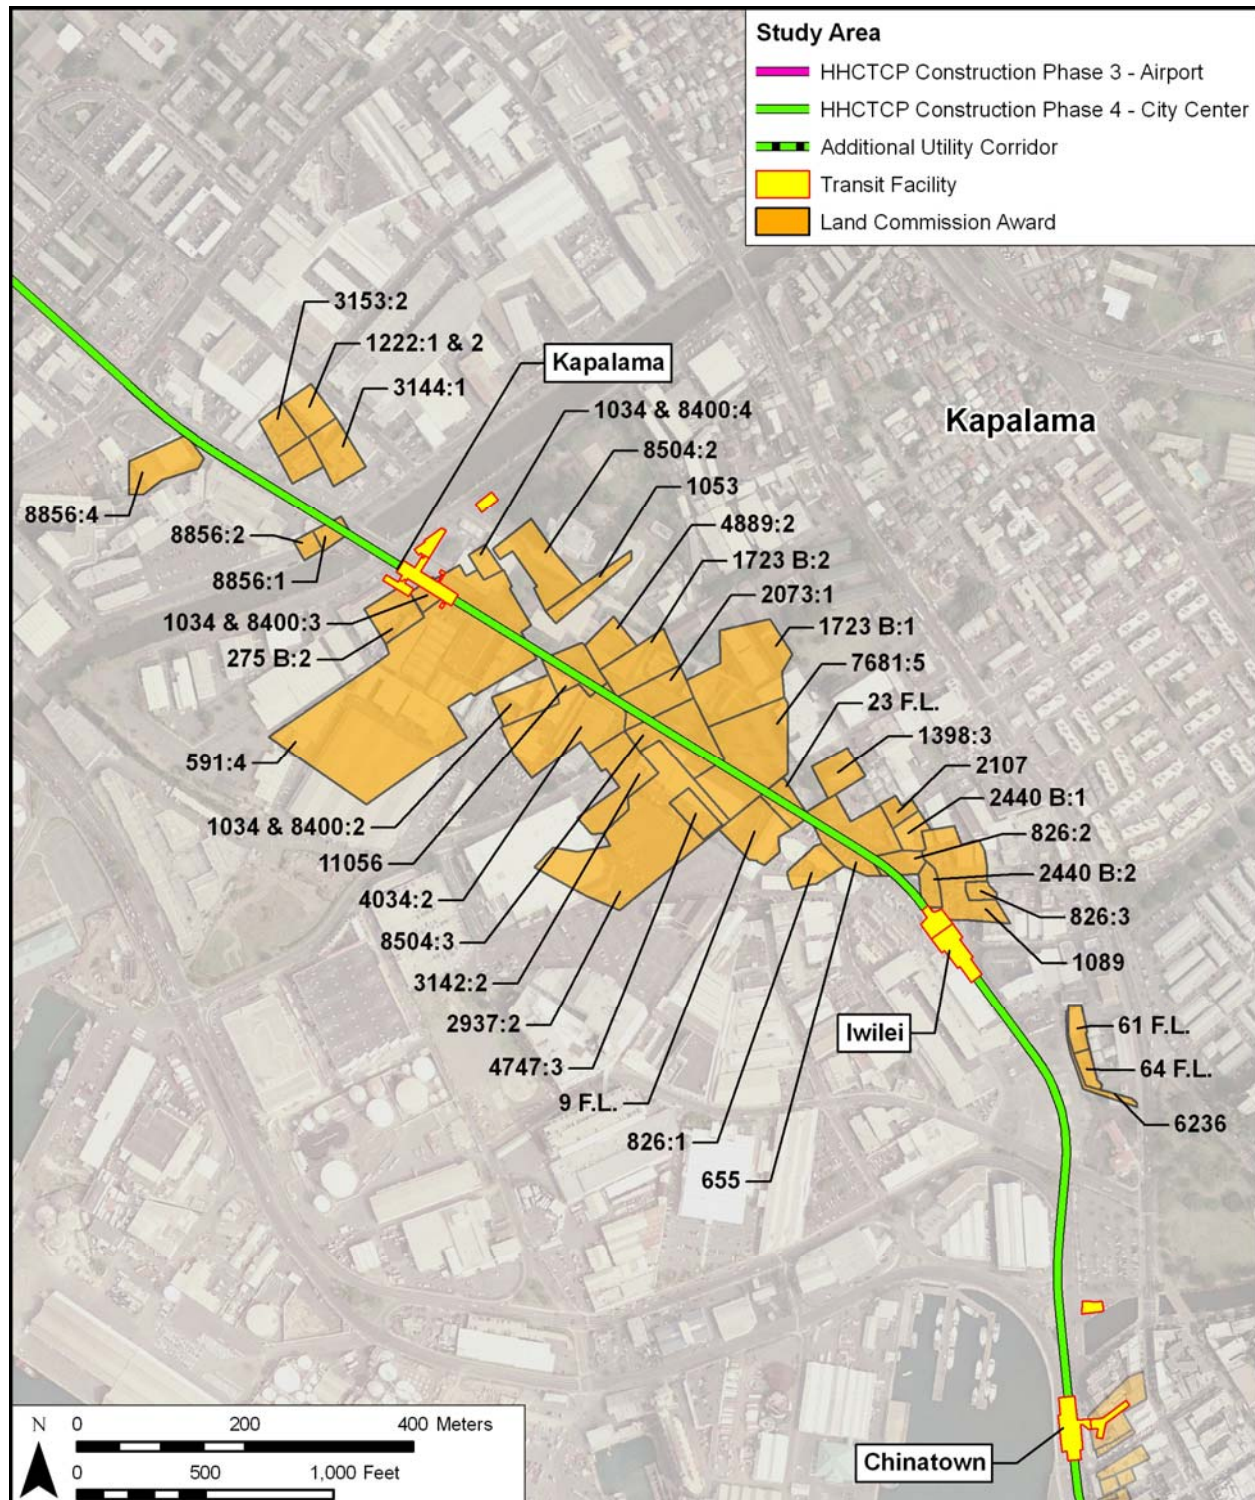 Study Area
HHCTCP Construction Phase 3 - Airport
HHCTCP Construction Phase 4 - City Center
Additional Utility Corridor
Transit Facility
Land Commission Award
3153:2
1222:1 & 2
3144:1
Kapalama
1034 & 8400:4
Kapalama
8504:2
1053
8856:4
4889:2
8856:2
1723 B:2
8856:1
2073:1
1034 & 8400:3
1723 B:1
275 B:2
7681:5
23 F.L.
1398:3
591:4
2107
2440 B:1
1034 & 8400:2
826:2
11056
2440 B:2
4034:2
826:3
8504:3
1089
3142:2
2937:2
Iwilei
61 F.L.
4747:3
64 F.L.
9 F.L.
6236
826:1
655
N
0 200 400 Meters
0 500 1,000 Feet
Chinatown